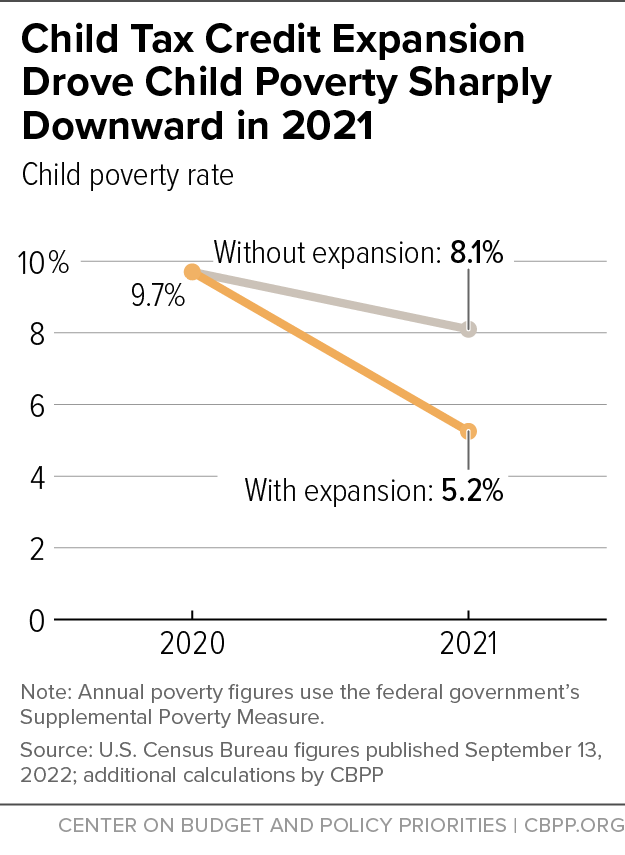 Child Tax Credit Expansion
Drove Child Poverty Sharply
Downward in 2021
Child poverty rate
10%
Without expansion: 8.1%
9.7%
8
6
4
With expansion: 5.2%
2
0
2020
2021
Note: Annual poverty figures use the federal government’s
Supplemental Poverty Measure.
Source: U.S. Census Bureau figures published September 13,
2022; additional calculations by CBPP
CENTER ON BUDGET AND POLICY PRIORITIES | CBPP.ORG